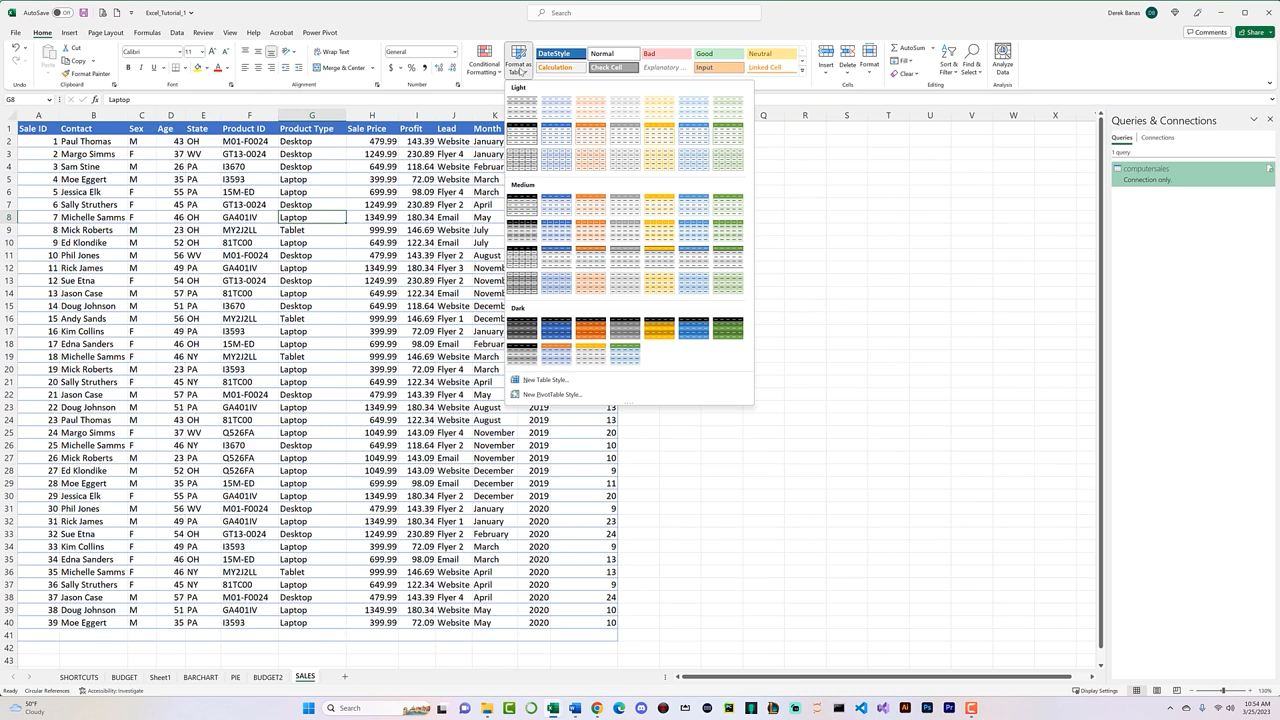 AutoSave Off Excel_Tutorial_1 Search Derek Banas DB
File Home Insert Page Layout Formulas Data Review View Help Acrobat Power Pivot Comments Share
Undo Paste Cut Copy Format Painter Clipboard
Calibri 11 Font
Wrap Text Merge & Center Alignment
General Number
Conditional Formatting Format as Table
DateStyle Normal Bad Good Neutral
Calculation Check Cell Explanatory ... Input Linked Cell
Insert Delete Format Cells
AutoSum Fill Clear Sort & Filter Find & Select Editing
Analyze Data Analysis
G8 Laptop
Light
Medium
Dark
New Table Style...
New PivotTable Style...
Queries & Connections
Queries Connections
1 query
computersales
Connection only.
A B C D E F G H I J K P Q R S T U V W
Sale ID Contact Sex Age State Product ID Product Type Sale Price Profit Lead Month
1 Paul Thomas M 43 OH M01-F0024 Desktop 479.99 143.39 Website January
2 Margo Simms F 37 WV GT13-0024 Desktop 1249.99 230.89 Flyer 4 January
3 Sam Stine M 26 PA I3670 Desktop 649.99 118.64 Website Februar
4 Moe Eggert M 35 PA I3593 Laptop 399.99 72.09 Website March
5 Jessica Elk F 55 PA 15M-ED Laptop 699.99 98.09 Flyer 4 March
6 Sally Struthers F 45 PA GT13-0024 Desktop 1249.99 230.89 Flyer 2 April
7 Michelle Samms F 46 OH GA401IV Laptop 1349.99 180.34 Email May
8 Mick Roberts M 23 OH MY2J2LL Tablet 999.99 146.69 Website July
9 Ed Klondike M 52 OH 81TC00 Laptop 649.99 122.34 Email July
10 Phil Jones M 56 WV M01-F0024 Desktop 479.99 143.39 Flyer 2 August
11 Rick James M 49 PA GA401IV Laptop 1349.99 180.34 Flyer 3 Novemb
12 Sue Etna M 54 OH GT13-0024 Desktop 1249.99 230.89 Flyer 2 Novemb
13 Jason Case M 57 PA 81TC00 Laptop 649.99 122.34 Email Novemb
14 Doug Johnson M 51 PA I3670 Desktop 649.99 118.64 Website Decemb
15 Andy Sands M 50 OH MY2J2LL Tablet 999.99 146.69 Flyer 1 Decemb
16 Kim Collins F 49 PA I3593 Laptop 399.99 72.09 Flyer 2 January
17 Edna Sanders F 46 OH 15M-ED Laptop 699.99 98.09 Email Februar
18 Michelle Samms F 46 NY MY2J2LL Tablet 999.99 146.69 Website March
19 Mick Roberts M 23 PA I3593 Laptop 399.99 72.09 Flyer 4 March
20 Sally Struthers F 45 NY 81TC00 Laptop 649.99 122.34 Website April
21 Jason Case M 57 PA M01-F0024 Desktop 479.99 143.39 Flyer 4 May
22 Doug Johnson M 51 PA GA401IV Laptop 1349.99 180.34 Website August 2019 13
23 Paul Thomas M 43 OH 81TC00 Laptop 649.99 122.34 Website August 2019 13
24 Margo Simms F 37 WV Q526FA Laptop 1049.99 143.09 Flyer 4 November 2019 20
25 Michelle Samms F 46 NY I3670 Desktop 649.99 118.64 Flyer 2 November 2019 10
26 Mick Roberts M 23 PA Q526FA Laptop 1049.99 143.09 Email November 2019 10
27 Ed Klondike M 52 OH Q526FA Laptop 1049.99 143.09 Website December 2019 9
28 Moe Eggert M 35 PA 15M-ED Laptop 699.99 98.09 Email December 2019 11
29 Jessica Elk F 55 PA GA401IV Laptop 1349.99 180.34 Flyer 2 December 2019 20
30 Phil Jones M 56 WV M01-F0024 Desktop 479.99 143.39 Flyer 2 January 2020 9
31 Rick James M 49 PA GA401IV Laptop 1349.99 180.34 Flyer 1 January 2020 23
32 Sue Etna F 54 OH GT13-0024 Desktop 1249.99 230.89 Flyer 2 February 2020 24
33 Kim Collins F 49 PA I3593 Laptop 399.99 72.09 Flyer 2 March 2020 9
34 Edna Sanders F 46 OH 15M-ED Laptop 699.99 98.09 Email March 2020 13
35 Michelle Samms F 46 PA MY2J2LL Tablet 999.99 146.69 Website April 2020 13
36 Sally Struthers F 45 NY 81TC00 Laptop 649.99 122.34 Website April 2020 9
37 Jason Case M 57 PA M01-F0024 Desktop 479.99 143.39 Flyer 4 April 2020 24
38 Doug Johnson M 51 PA GA401IV Laptop 1349.99 180.34 Website May 2020 10
39 Moe Eggert M 35 PA I3593 Laptop 399.99 72.09 Website May 2020 10
41
42
43
SHORTCUTS BUDGET Sheet1 BARCHART PIE BUDGET2 SALES
Ready Circular References Accessibility: Investigate Display Settings 130%
50°F
Cloudy
Search
10:54 AM
3/25/2023